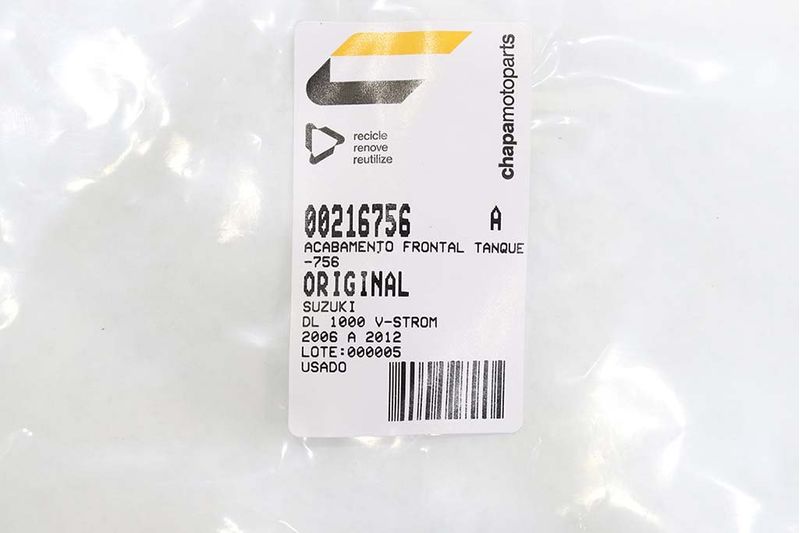 chapamotoparts
recicle
renove
reutilize
00216756 A
ACABAMENTO FRONTAL TANQUE
-756
ORIGINAL
SUZUKI
DL 1000 V-STROM
2006 A 2012
LOTE:000005
USADO